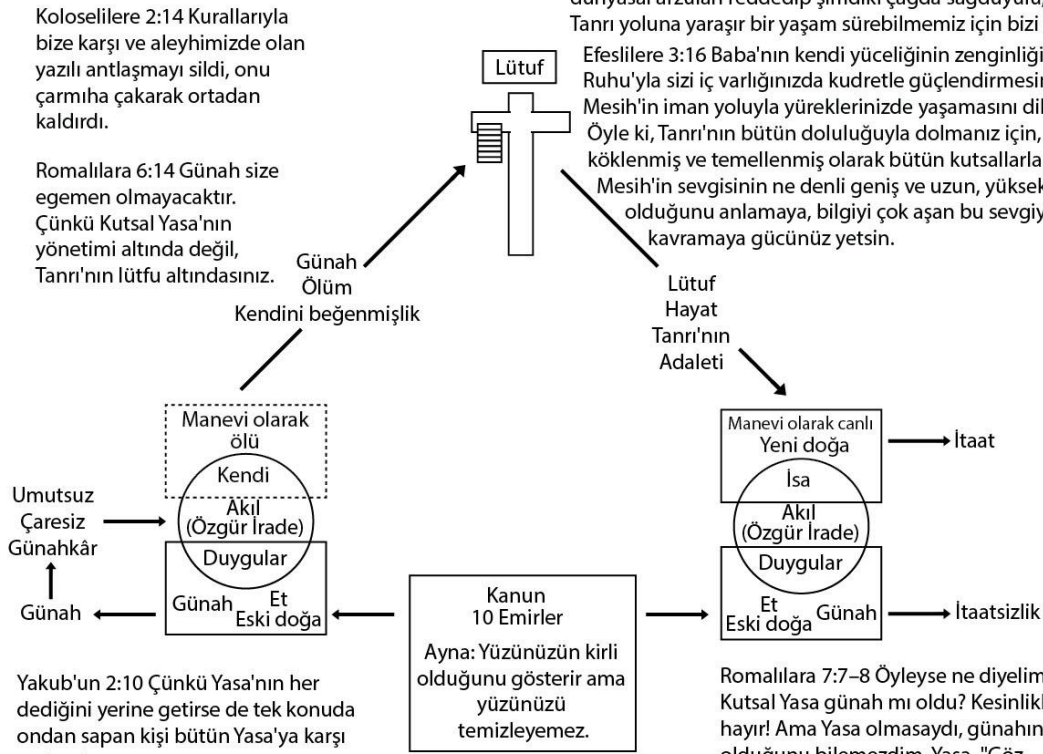 Koloselilere 2:14 Kurallarıyla
bize karşı ve aleyhimizde olan
yazılı antlaşmayı sildi, onu
çarmıha çakarak ortadan
kaldırdı.
Romalılara 6:14 Günah size
egemen olmayacaktır.
Çünkü Kutsal Yasa'nın
yönetimi altında değil,
Tanrı'nın lütfu altındasınız.
dünyasal arzuları reddedip şimdiki çağda sağduyulu,
Tanrı yoluna yaraşır bir yaşam sürebilmemiz için bizi
Lütuf
Efeslilere 3:16 Baba'nın kendi yüceliğinin zenginliği
Ruhu'yla sizi iç varlığınızda kudretle güçlendirmesin
Mesih'in iman yoluyla yüreklerinizde yaşamasını dil
Öyle ki, Tanrı'nın bütün doluluğuyla dolmanız için,
köklenmiş ve temellenmiş olarak bütün kutsallarla
Mesih'in sevgisinin ne denli geniş ve uzun, yüksek
olduğunu anlamaya, bilgiyi çok aşan bu sevgiy
kavramaya gücünüz yetsin.
Günah
Ölüm
Kendini beğenmişlik
Lütuf
Hayat
Tanrı'nın
Adaleti
Manevi olarak
ölü
Kendi
Akıl
(Özgür İrade)
Duygular
Günah Et
Eski doğa
Umutsuz
Çaresiz
Günahkâr
Günah
Kanun
10 Emirler
Ayna: Yüzünüzün kirli
olduğunu gösterir ama
yüzünüzü
temizleyemez.
Manevi olarak canlı
Yeni doğa
İsa
Akıl
(Özgür İrade)
Duygular
Et
Eski doğa Günah
İtaat
İtaatsizlik
Yakub'un 2:10 Çünkü Yasa'nın her
dediğini yerine getirse de tek konuda
ondan sapan kişi bütün Yasa'ya karşı
Romalılara 7:7–8 Öyleyse ne diyelim
Kutsal Yasa günah mı oldu? Kesinlikl
hayır! Ama Yasa olmasaydı, günahın
olduğunu bilemezdim. Yasa, "Göz